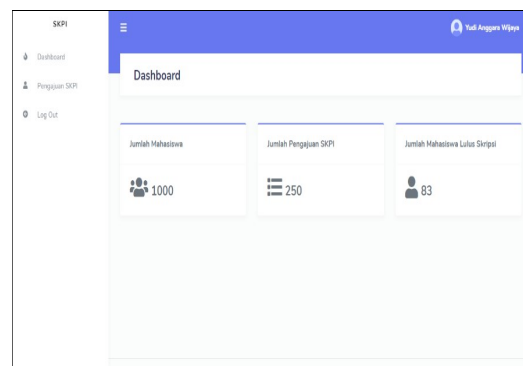 SKPI
Yudi Anggara Wijaya
Dashboard
Pengajuan SKPI
Log Out
Dashboard
Jumlah Mahasiswa
1000
Jumlah Pengajuan SKPI
250
Jumlah Mahasiswa Lulus Skripsi
83